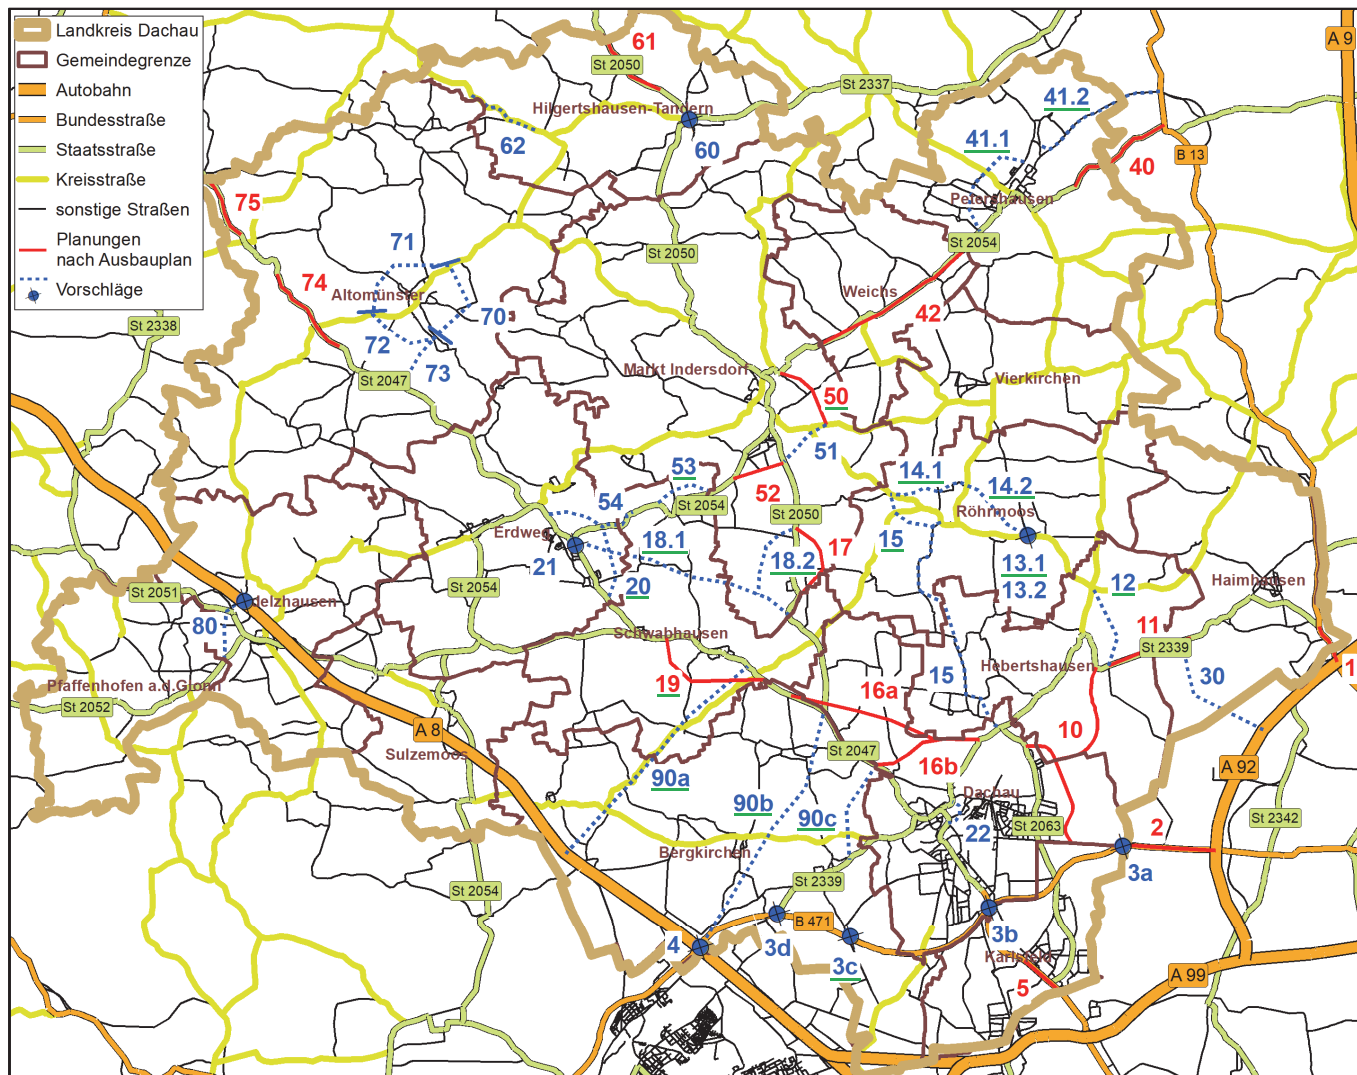 Landkreis Dachau
Gemeindegrenze
Autobahn
Bundesstraße
Staatsstraße
Kreisstraße
sonstige Straßen
Planungen
nach Ausbauplan
Vorschläge
61
St 2050
A 9
St 2337
41.2
Hilgertshausen-Tandern
62
60
41.1
B 13
40
75
Petershausen
71
St 2054
St 2050
74
Altomünster
Weichs
70
42
St 2338
72
73
St 2047
Markt Indersdorf
Vierkirchen
50
51
53
14.1
52
14.2
54
St 2054
St 2050
Röhrmoos
Erdweg
18.1
15
17
21
18.2
13.1
13.2
20
12
Haimhausen
St 2054
St 2051
delzhausen
80
Schwabhausen
11
St 2339
Hebertshausen
1
30
Pfaffenhofen a.d.Glonn
19
16a
15
St 2052
A 8
10
Sulzemoos
St 2047
16b
A 92
90a
90b
90c
Dachau
22
St 2063
2
St 2342
Bergkirchen
3a
St 2339
St 2054
B 471
4
3d
3b
3c
Karlsfeld
5
A 99